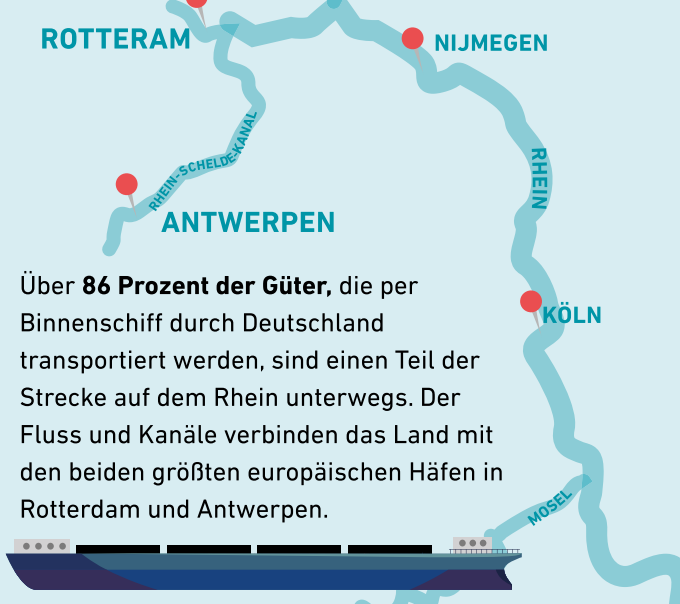 ROTTERAM
NIJMEGEN
RHEIN-SCHELDE-KANAL
RHEIN
ANTWERPEN
Über 86 Prozent der Güter, die per
Binnenschiff durch Deutschland
transportiert werden, sind einen Teil der
Strecke auf dem Rhein unterwegs. Der
Fluss und Kanäle verbinden das Land mit
den beiden größten europäischen Häfen in
Rotterdam und Antwerpen.
KÖLN
MOSEL